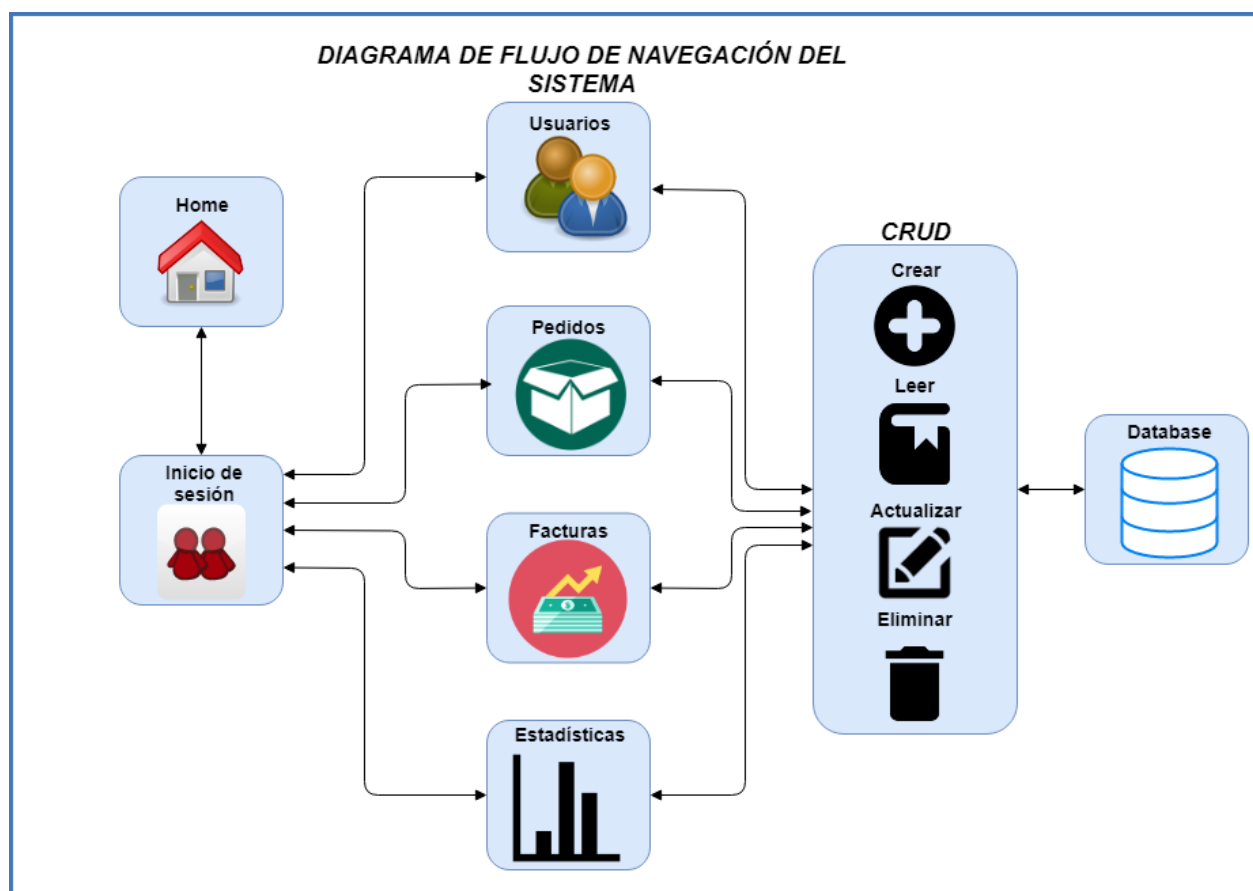 DIAGRAMA DE FLUJO DE NAVEGACIÓN DEL
SISTEMA
Usuarios
Home
CRUD
Crear
Pedidos
Leer
Inicio de
sesión
Database
Facturas
Actualizar
Eliminar
Estadísticas